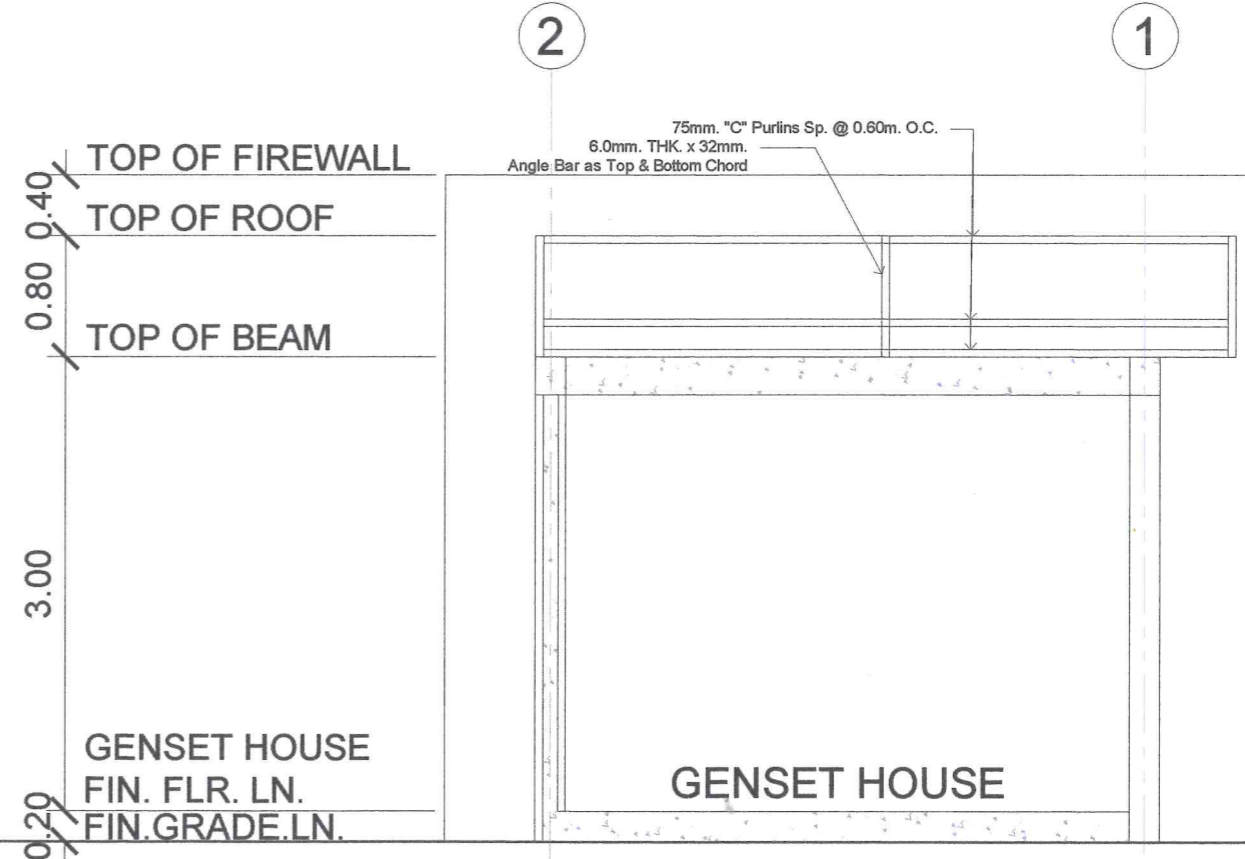 2
1
75mm. "C" Purlins Sp. @ 0.60m. O.C.
6.0mm. THK. x 32mm.
Angle Bar as Top & Bottom Chord
TOP OF FIREWALL
0.40
TOP OF ROOF
0.80
TOP OF BEAM
3.00
GENSET HOUSE
FIN. FLR. LN.
GENSET HOUSE
0.20
FIN.GRADE.LN.